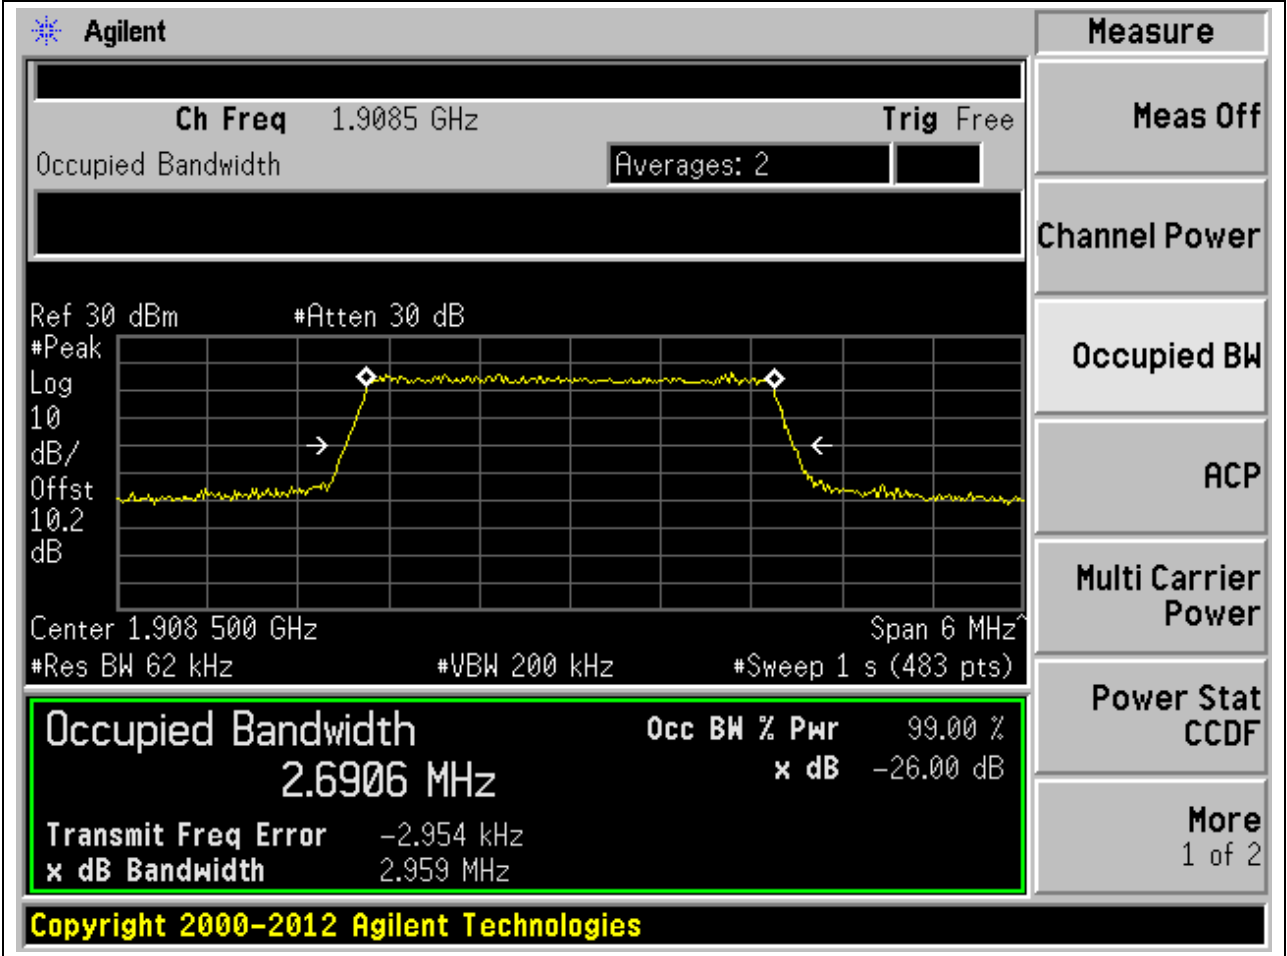 Agilent
Measure
Ch Freq 1.9085 GHz Trig Free
Occupied Bandwidth Averages: 2
Meas Off
Channel Power
Occupied BW
ACP
Multi Carrier
Power
Power Stat
CCDF
More
1 of 2
Ref 30 dBm #Atten 30 dB
#Peak
Log
10
dB/
Offst
10.2
dB
Center 1.908 500 GHz Span 6 MHz^
#Res BW 62 kHz #VBW 200 kHz #Sweep 1 s (483 pts)
Occupied Bandwidth Occ BW % Pwr 99.00 %
2.6906 MHz x dB -26.00 dB
Transmit Freq Error -2.954 kHz
x dB Bandwidth 2.959 MHz
Copyright 2000-2012 Agilent Technologies